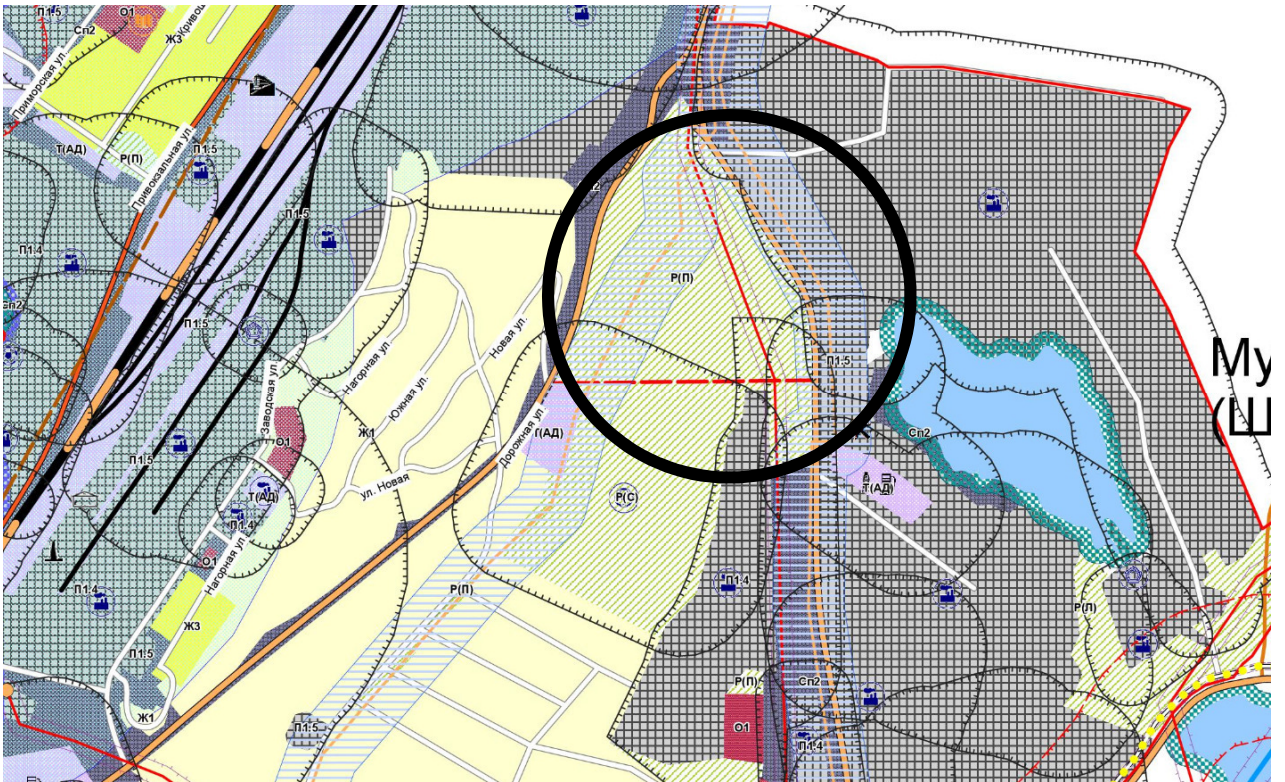 П1.5
О1
Сп2
Кривош
Ж3
Приморская ул.
Т(АД)
Р(П)
П1.5
Привокзальная ул.
П1.5
П1.4
Сп2
П1.5
Р(П)
Новая ул.
Нагорная ул.
Южная ул.
Заводская ул.
П1.5
Му
(Ш
О1
Ж1
Дорожная ул.
Т(АД)
Сп2
П1.5
ул. Новая
Т(АД)
Р(С)
Т(АД)
П1.4
О1
Нагорная ул.
П1.4
Р(П)
П1.4
Р(П)
Ж3
П1.5
Р(П)
Сп2
Ж1
П1.5
О1
П1.4